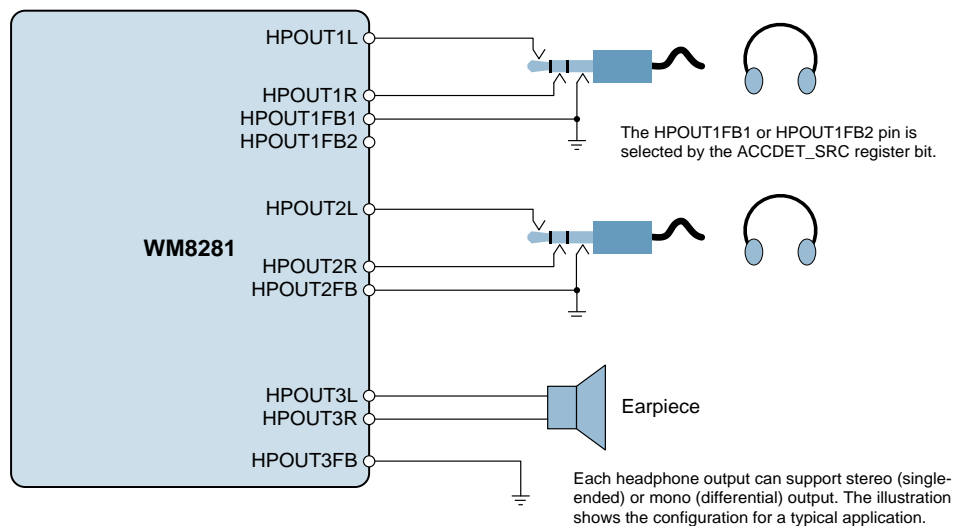 HPOUT1L
HPOUT1R
HPOUT1FB1
HPOUT1FB2
The HPOUT1FB1 or HPOUT1FB2 pin is
selected by the ACCDET_SRC register bit.
HPOUT2L
WM8281
HPOUT2R
HPOUT2FB
HPOUT3L
HPOUT3R
Earpiece
HPOUT3FB
Each headphone output can support stereo (single-
ended) or mono (differential) output. The illustration
shows the configuration for a typical application.